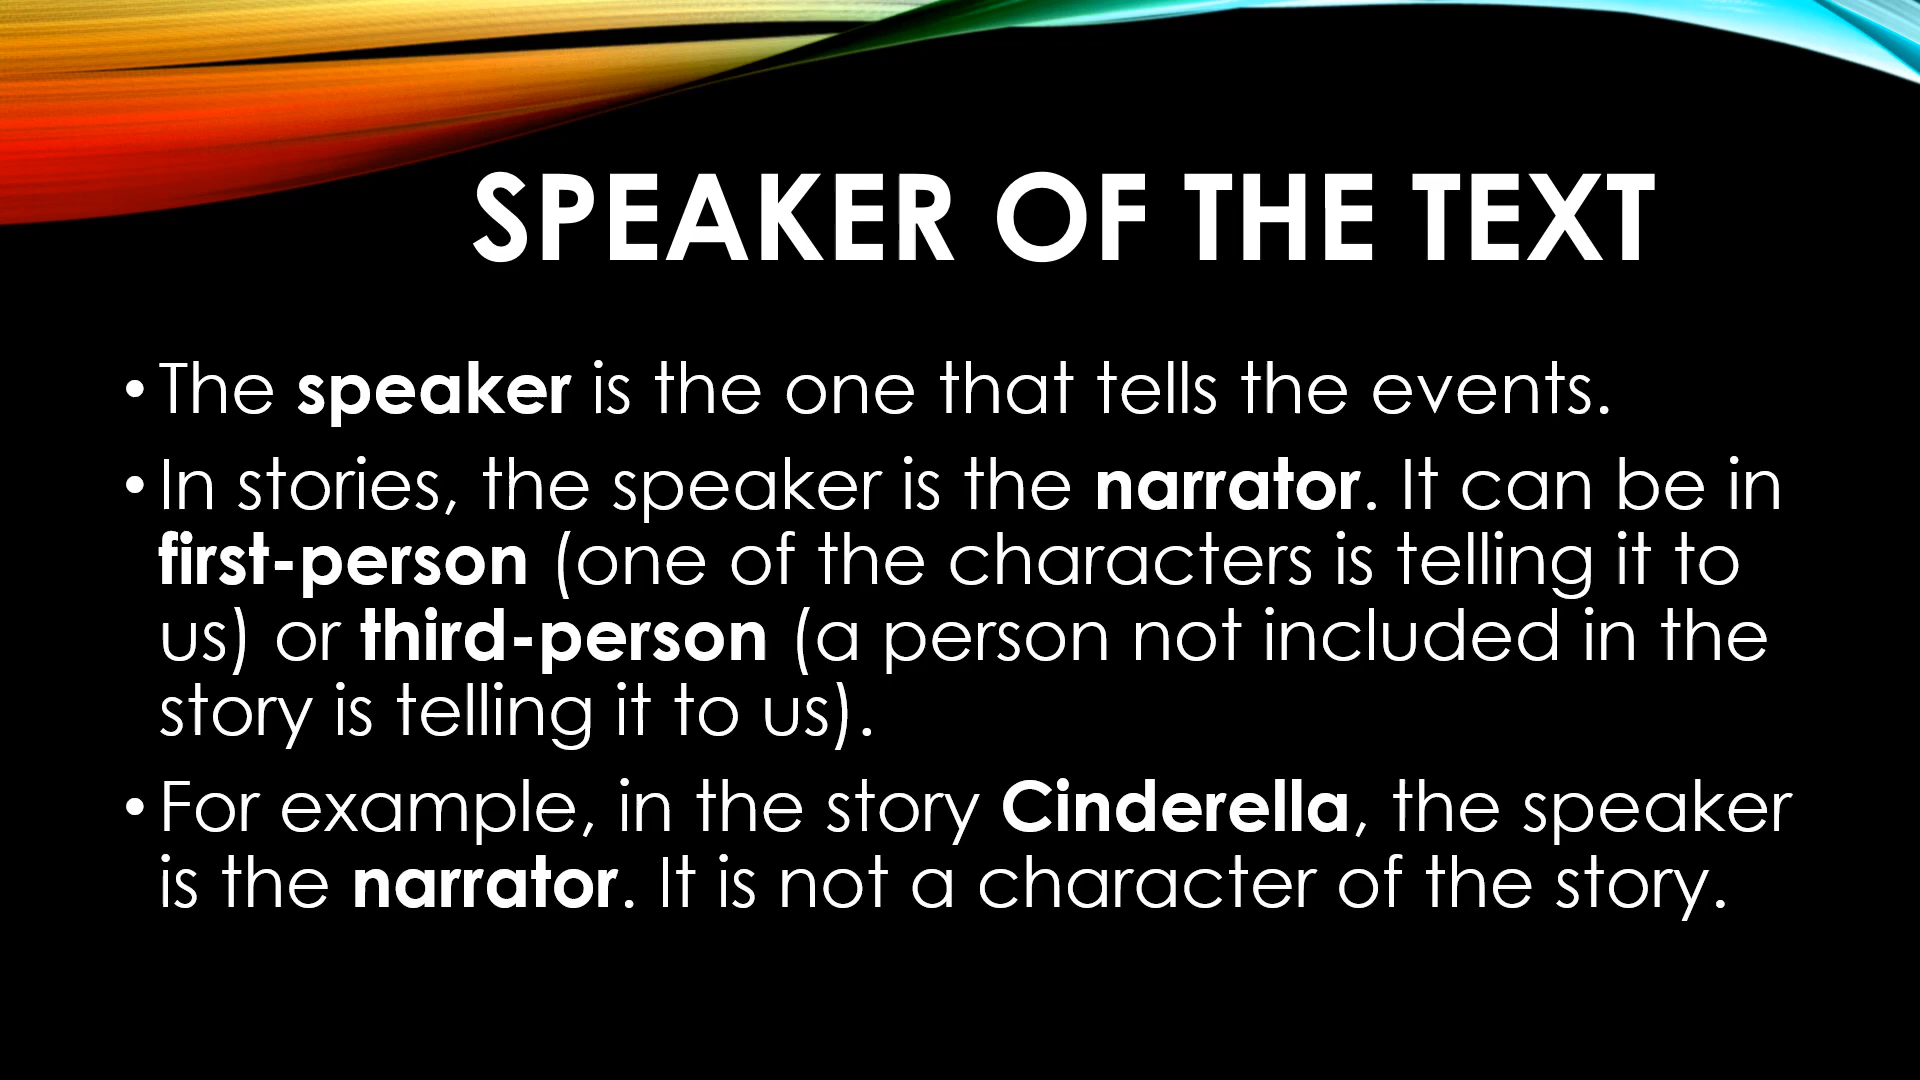 SPEAKER OF THE TEXT
• The speaker is the one that tells the events.
• In stories, the speaker is the narrator. It can be in
first-person (one of the characters is telling it to
us) or third-person (a person not included in the
story is telling it to us).
• For example, in the story Cinderella, the speaker
is the narrator. It is not a character of the story.